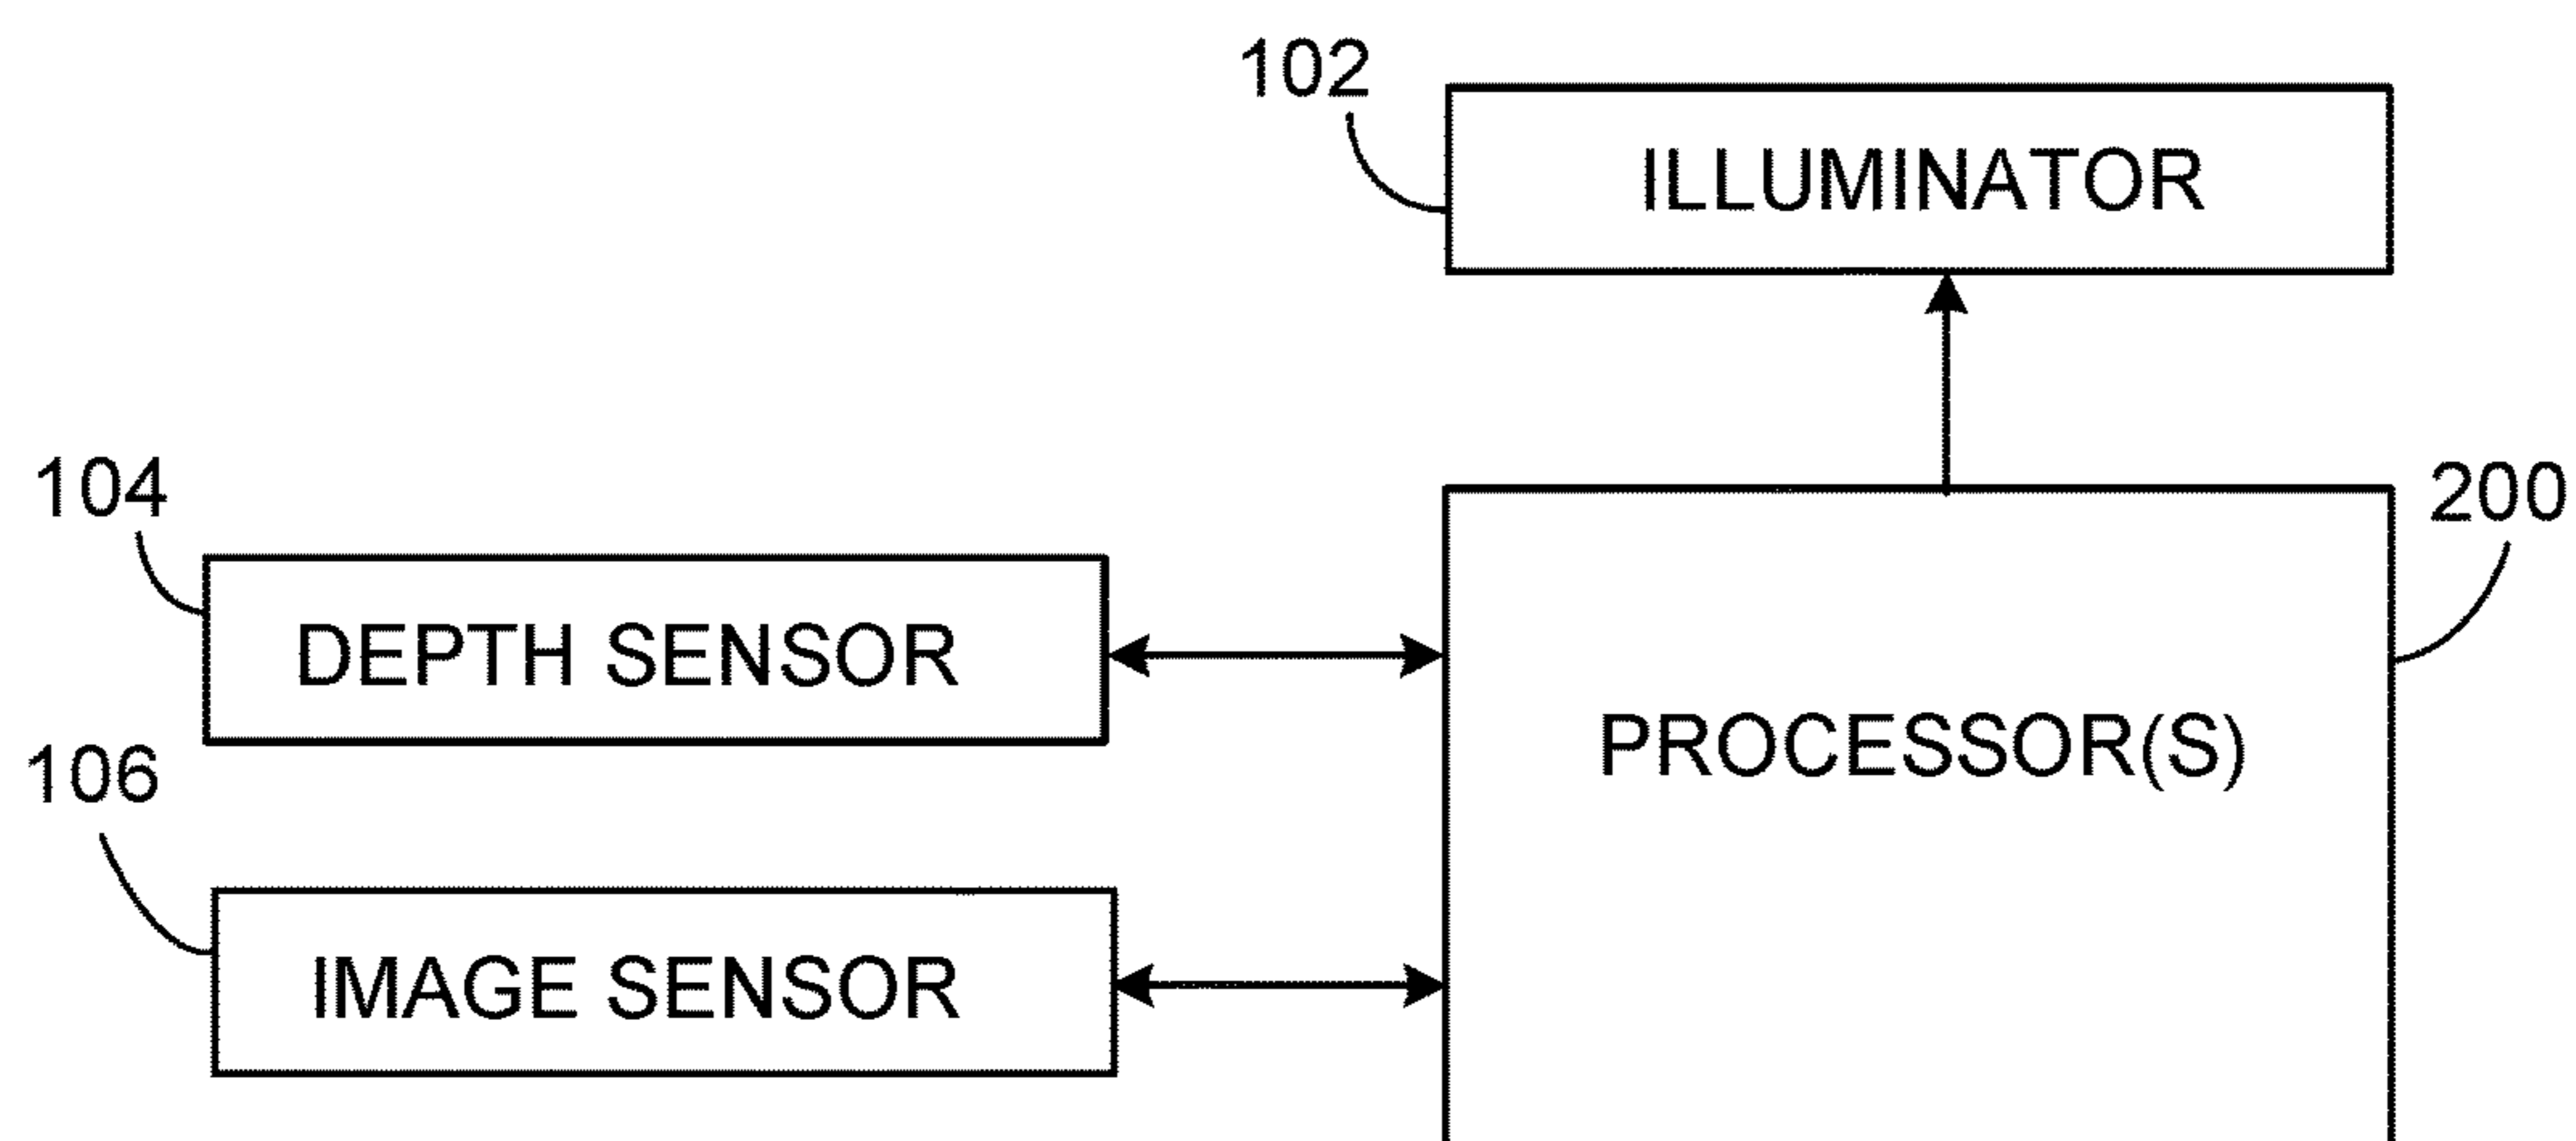 102
ILLUMINATOR
104
200
DEPTH SENSOR
PROCESSOR(S)
106
IMAGE SENSOR